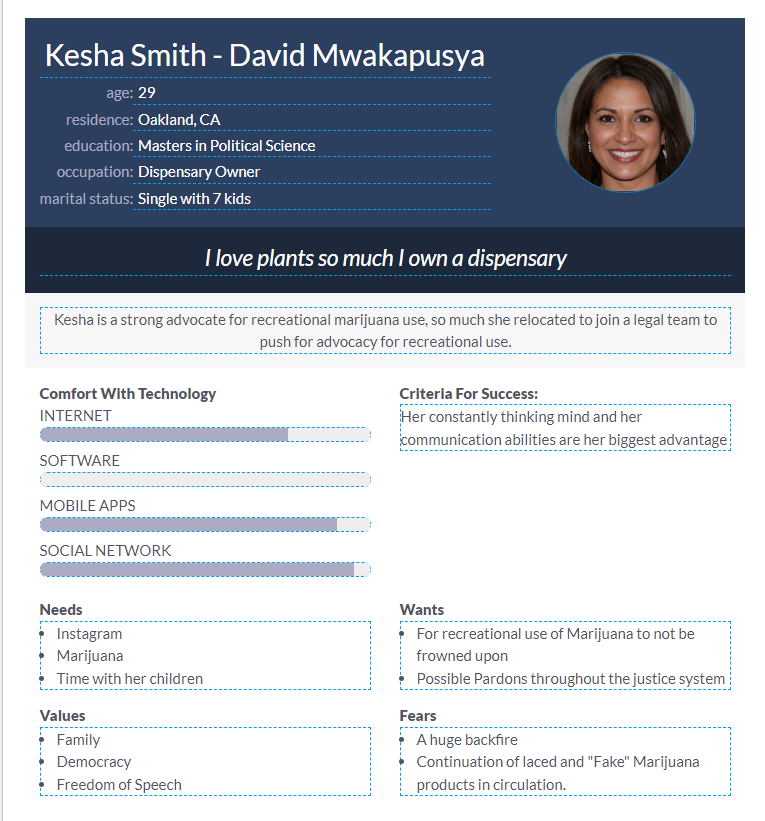 Kesha Smith - David Mwakapusya
age: 29
residence: Oakland, CA
education: Masters in Political Science
occupation: Dispensary Owner
marital status: Single with 7 kids
I love plants so much I own a dispensary
Kesha is a strong advocate for recreational marijuana use, so much she relocated to join a legal team to
push for advocacy for recreational use.
Comfort With Technology
INTERNET
SOFTWARE
MOBILE APPS
SOCIAL NETWORK
Criteria For Success:
Her constantly thinking mind and her
communication abilities are her biggest advantage
Needs
• Instagram
• Marijuana
• Time with her children
Wants
• For recreational use of Marijuana to not be
frowned upon
• Possible Pardons throughout the justice system
Values
• Family
• Democracy
• Freedom of Speech
Fears
• A huge backfire
• Continuation of laced and "Fake" Marijuana
products in circulation.